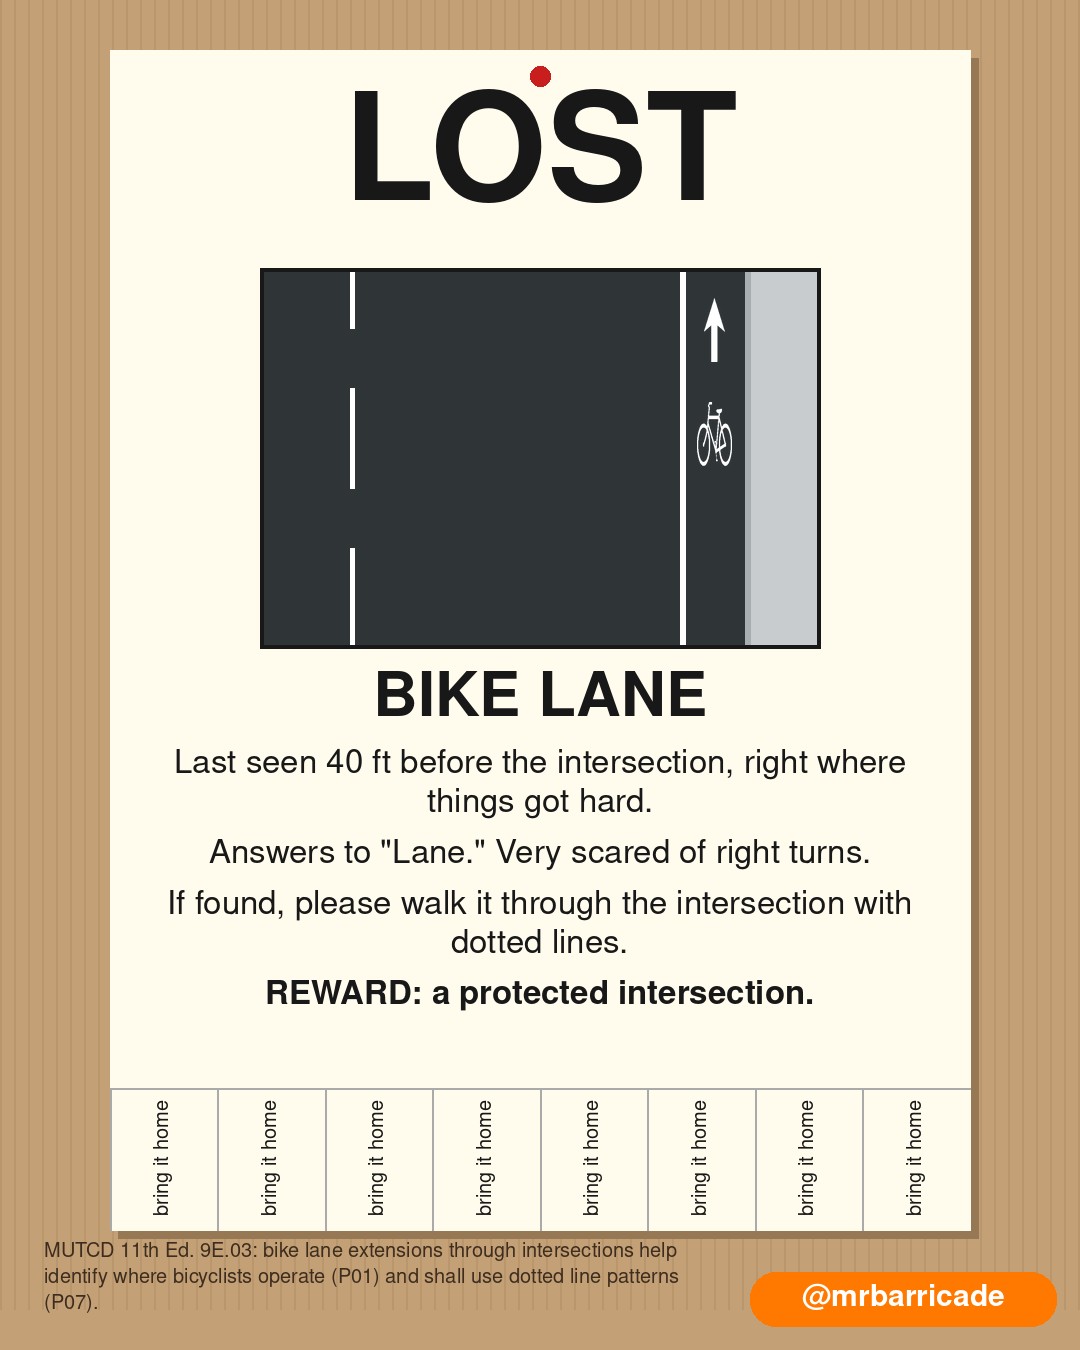 LOST
BIKE LANE
Last seen 40 ft before the intersection, right where
things got hard.
Answers to "Lane." Very scared of right turns.
If found, please walk it through the intersection with
dotted lines.
REWARD: a protected intersection.
bring it home
bring it home
bring it home
bring it home
bring it home
bring it home
bring it home
bring it home
MUTCD 11th Ed. 9E.03: bike lane extensions through intersections help
identify where bicyclists operate (P01) and shall use dotted line patterns
(P07).
@mrbarricade